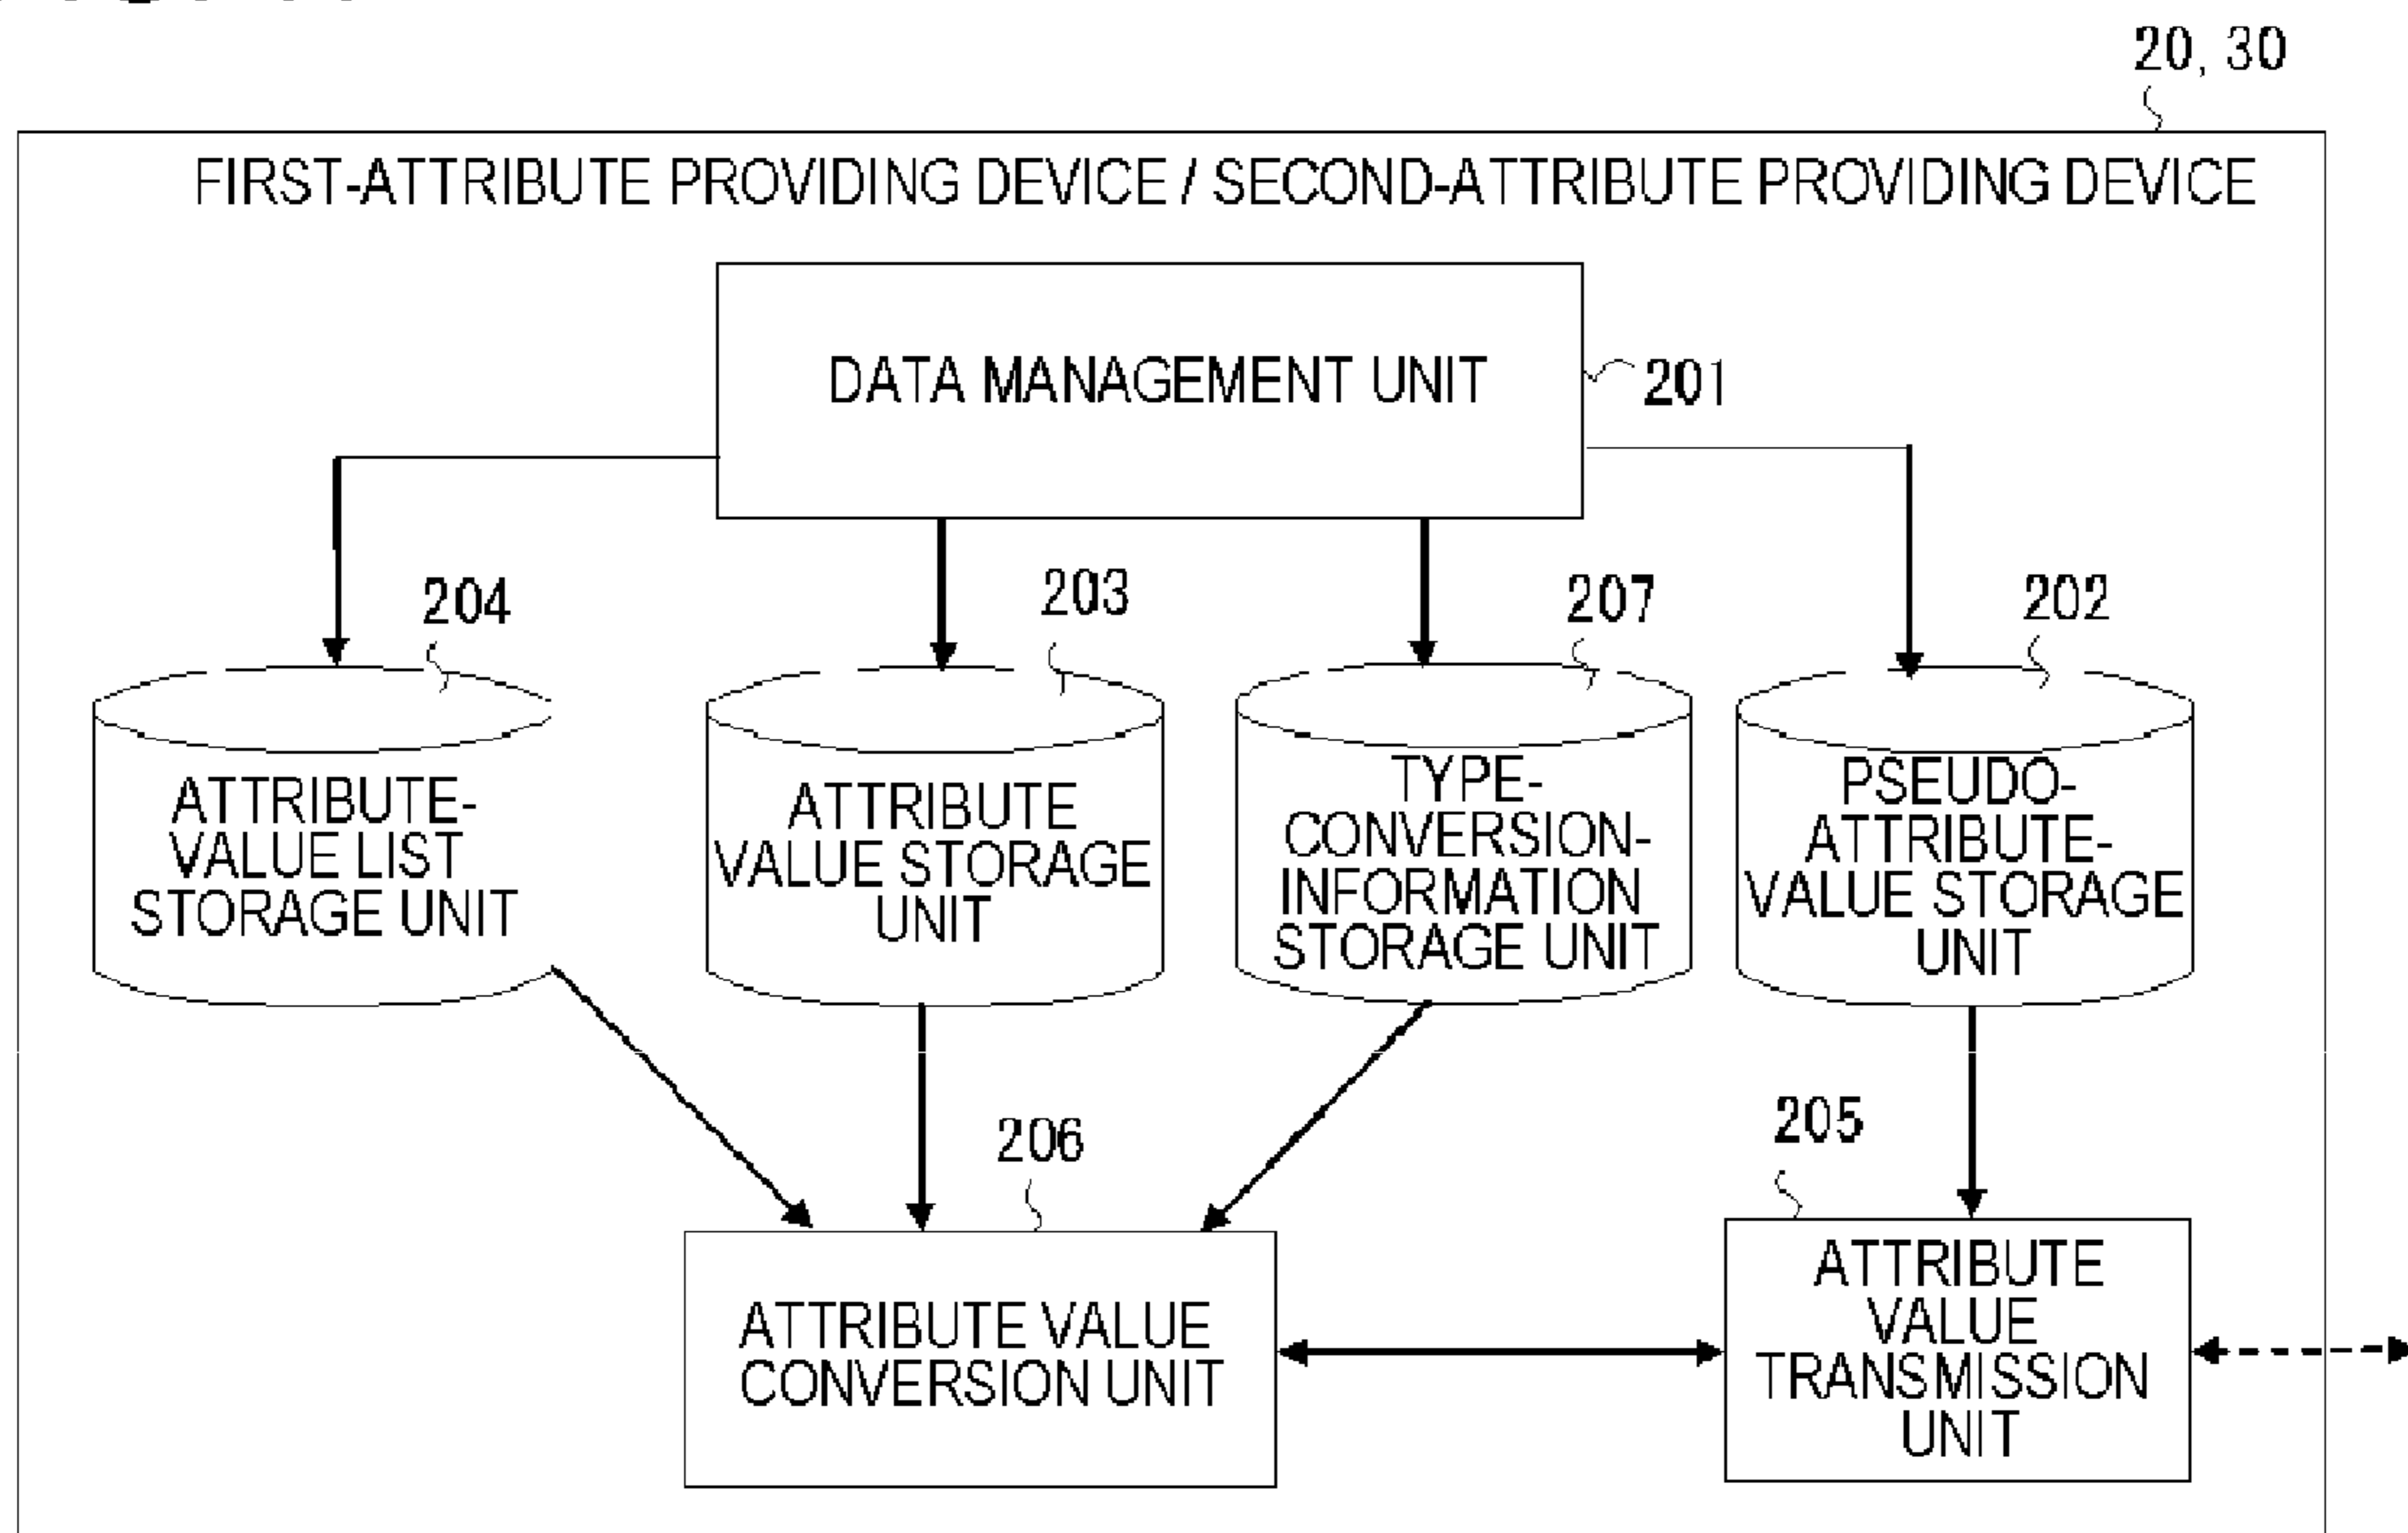 20, 30
FIRST-ATTRIBUTE PROVIDING DEVICE / SECOND-ATTRIBUTE PROVIDING DEVICE
DATA MANAGEMENT UNIT
201
204
203
207
202
ATTRIBUTE-
VALUE LIST
STORAGE UNIT
ATTRIBUTE
VALUE STORAGE
UNIT
TYPE-
CONVERSION-
INFORMATION
STORAGE UNIT
PSEUDO-
ATTRIBUTE-
VALUE STORAGE
UNIT
206
205
ATTRIBUTE VALUE
CONVERSION UNIT
ATTRIBUTE
VALUE
TRANSMISSION
UNIT